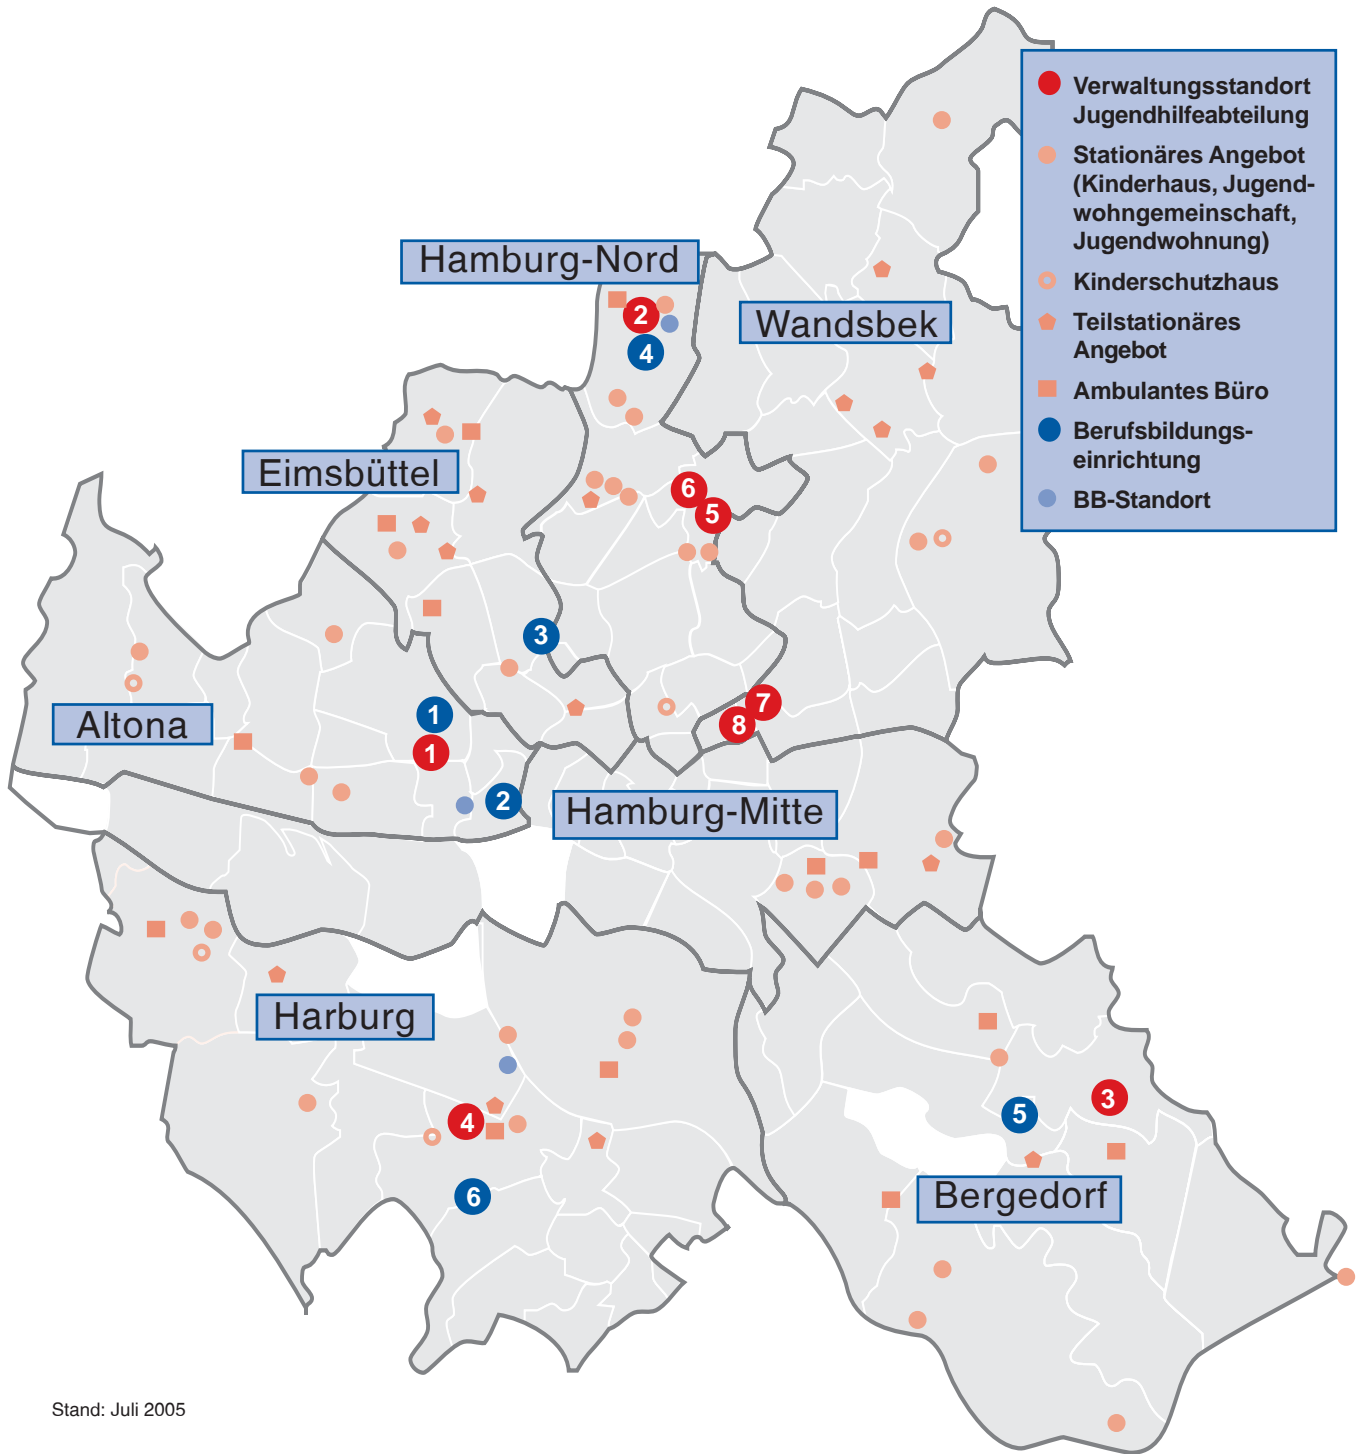 Verwaltungsstandort
Jugendhilfeabteilung
Stationäres Angebot
(Kinderhaus, Jugend-
wohngemeinschaft,
Jugendwohnung)
Kinderschutzhaus
Teilstationäres
Angebot
Ambulantes Büro
Berufsbildungs-
einrichtung
BB-Standort
Hamburg-Nord
2
4
Wandsbek
Eimsbüttel
6
5
3
7
8
Altona
1
1
2
Hamburg-Mitte
Harburg
4
6
3
5
Bergedorf
Stand: Juli 2005